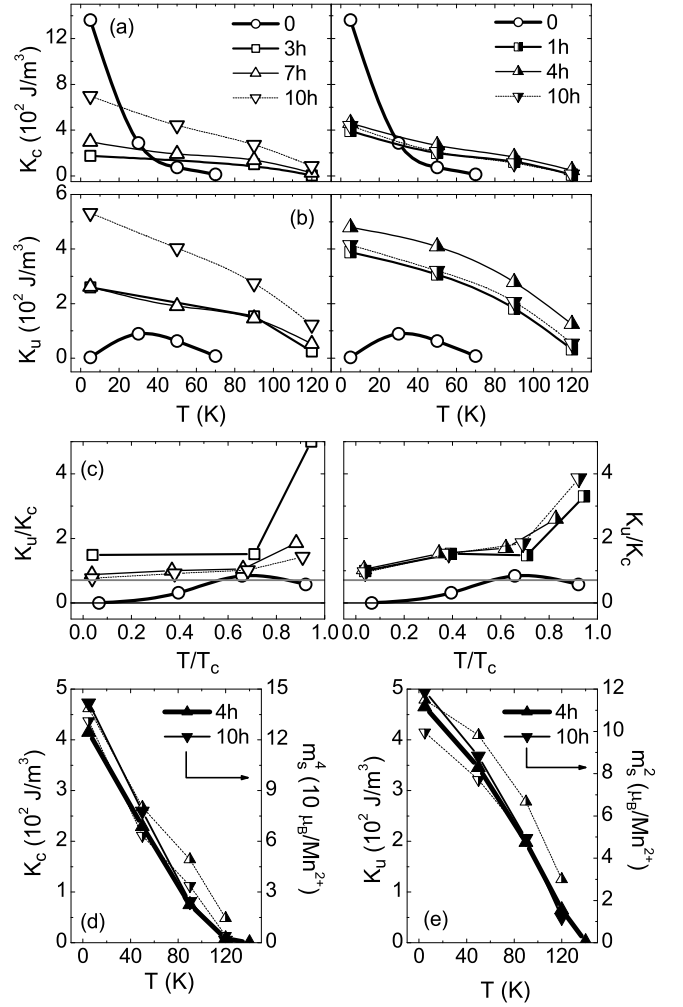 (a)
0
3h
7h
10h
0
1h
4h
10h
12
8
4
0
K_c (10^2 J/m^3)
(b)
6
4
2
0
K_u (10^2 J/m^3)
0 20 40 60 80 100 120
0 20 40 60 80 100 120
T (K)
T (K)
(c)
4
2
0
K_u/K_c
4
2
0
K_u/K_c
0.0 0.2 0.4 0.6 0.8 1.0
0.0 0.2 0.4 0.6 0.8 1.0
T/T_c
T/T_c
4h
10h
5
4
3
2
1
0
K_c (10^2 J/m^3)
15
12
9
6
3
0
m_s^4 (10 μ_B/Mn^2+)
(d)
0 40 80 120
T (K)
4h
10h
5
4
3
2
1
0
K_u (10^2 J/m^3)
12
10
8
6
4
2
0
m_s^2 (μ_B/Mn^2+)
(e)
0 40 80 120
T (K)